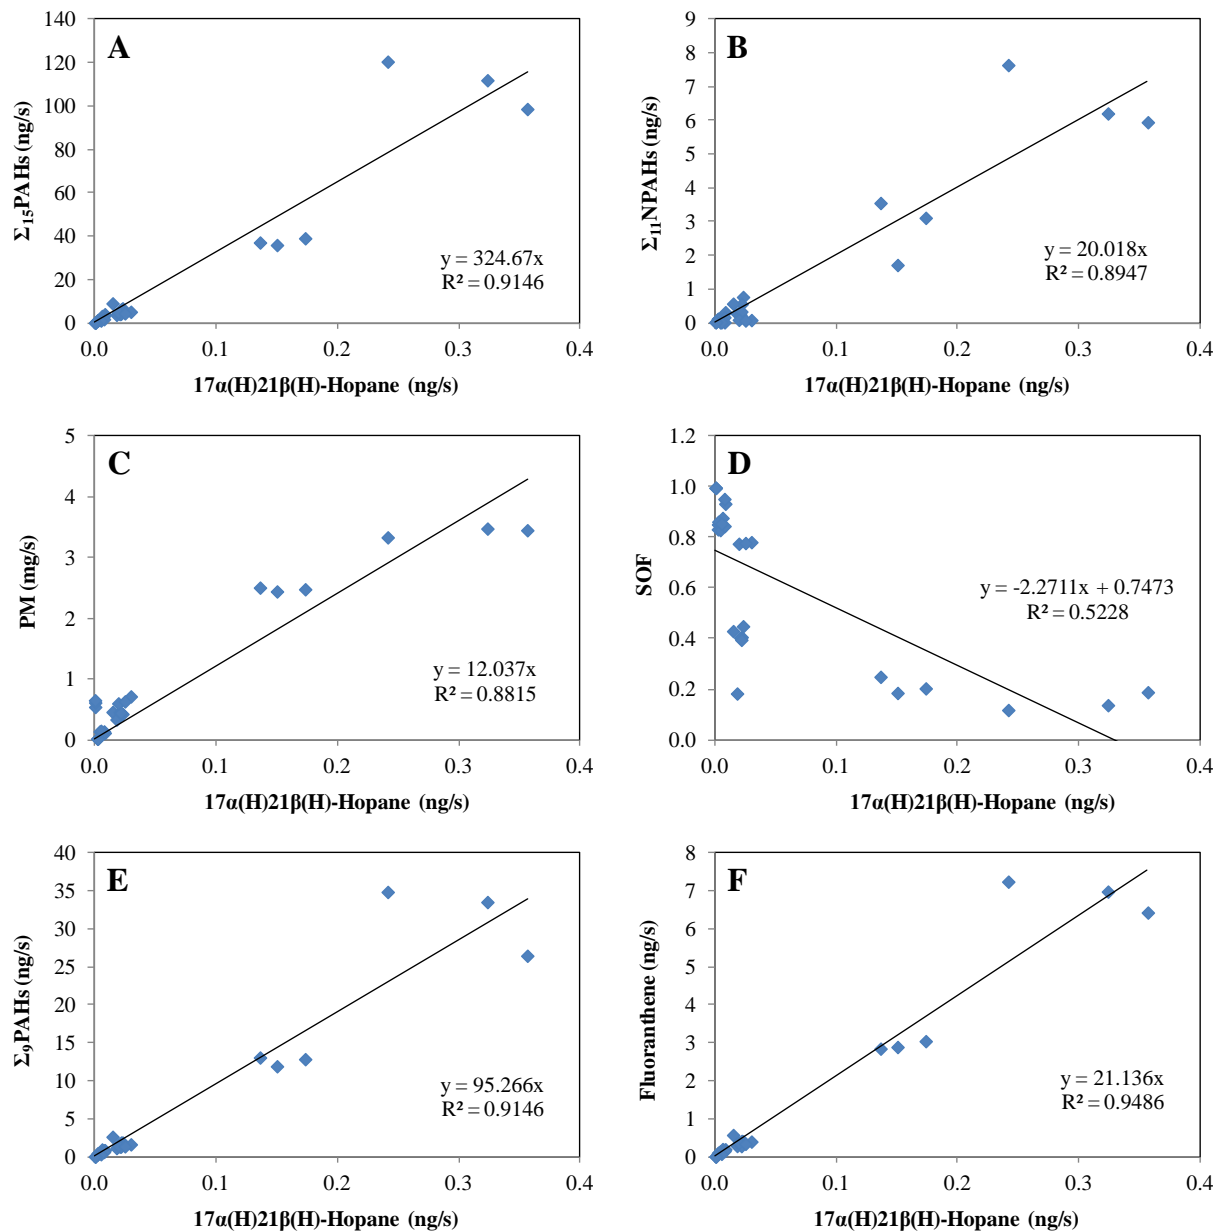 A
Σ15PAHs (ng/s)
140
120
100
80
60
40
20
0
y = 324.67x
R² = 0.9146
0.0 0.1 0.2 0.3 0.4
17α(H)21β(H)-Hopane (ng/s)
B
Σ11NPAHs (ng/s)
9
8
7
6
5
4
3
2
1
0
y = 20.018x
R² = 0.8947
0.0 0.1 0.2 0.3 0.4
17α(H)21β(H)-Hopane (ng/s)
C
PM (mg/s)
5
4
3
2
1
0
y = 12.037x
R² = 0.8815
0.0 0.1 0.2 0.3 0.4
17α(H)21β(H)-Hopane (ng/s)
D
SOF
1.2
1.0
0.8
0.6
0.4
0.2
0.0
y = -2.2711x + 0.7473
R² = 0.5228
0.0 0.1 0.2 0.3 0.4
17α(H)21β(H)-Hopane (ng/s)
E
Σ9PAHs (ng/s)
40
35
30
25
20
15
10
5
0
y = 95.266x
R² = 0.9146
0.0 0.1 0.2 0.3 0.4
17α(H)21β(H)-Hopane (ng/s)
F
Fluoranthene (ng/s)
8
7
6
5
4
3
2
1
0
y = 21.136x
R² = 0.9486
0.0 0.1 0.2 0.3 0.4
17α(H)21β(H)-Hopane (ng/s)